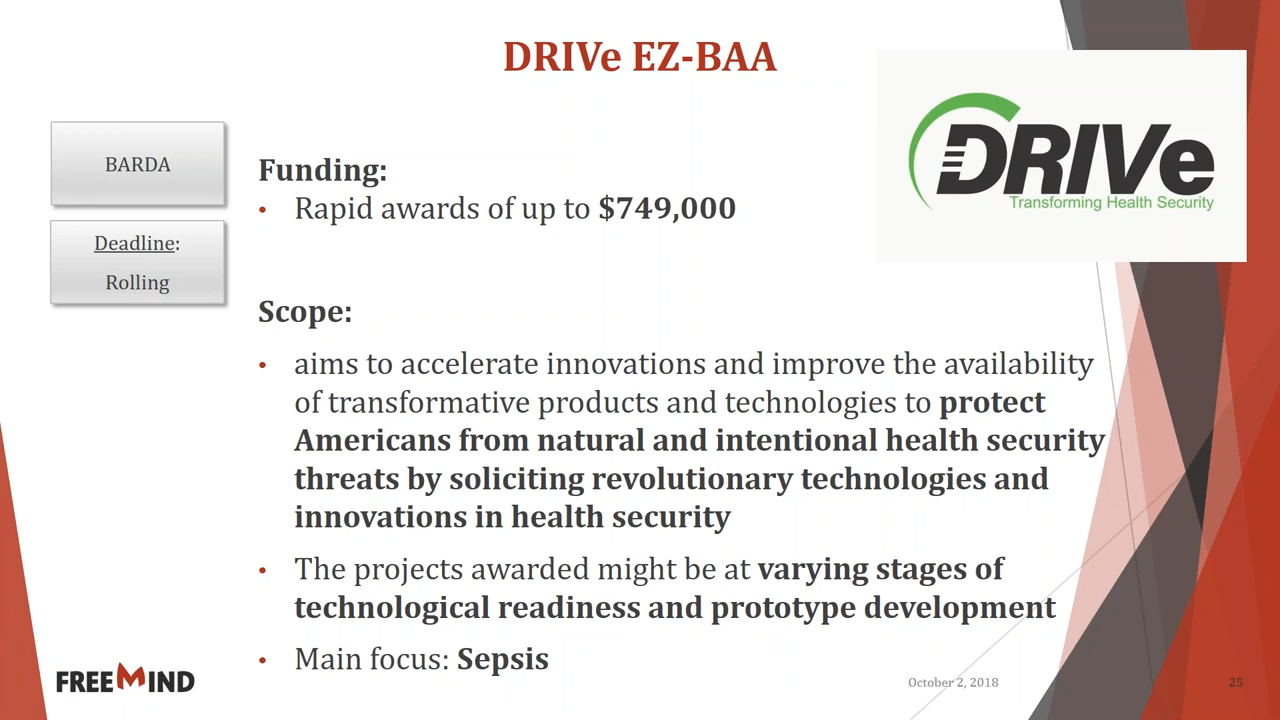 DRIVe EZ-BAA
DRIVe
Transforming Health Security
BARDA
Deadline:
Rolling
Funding:
• Rapid awards of up to $749,000
Scope:
• aims to accelerate innovations and improve the availability
of transformative products and technologies to protect
Americans from natural and intentional health security
threats by soliciting revolutionary technologies and
innovations in health security
• The projects awarded might be at varying stages of
technological readiness and prototype development
• Main focus: Sepsis
FREEMIND
October 2, 2018
25